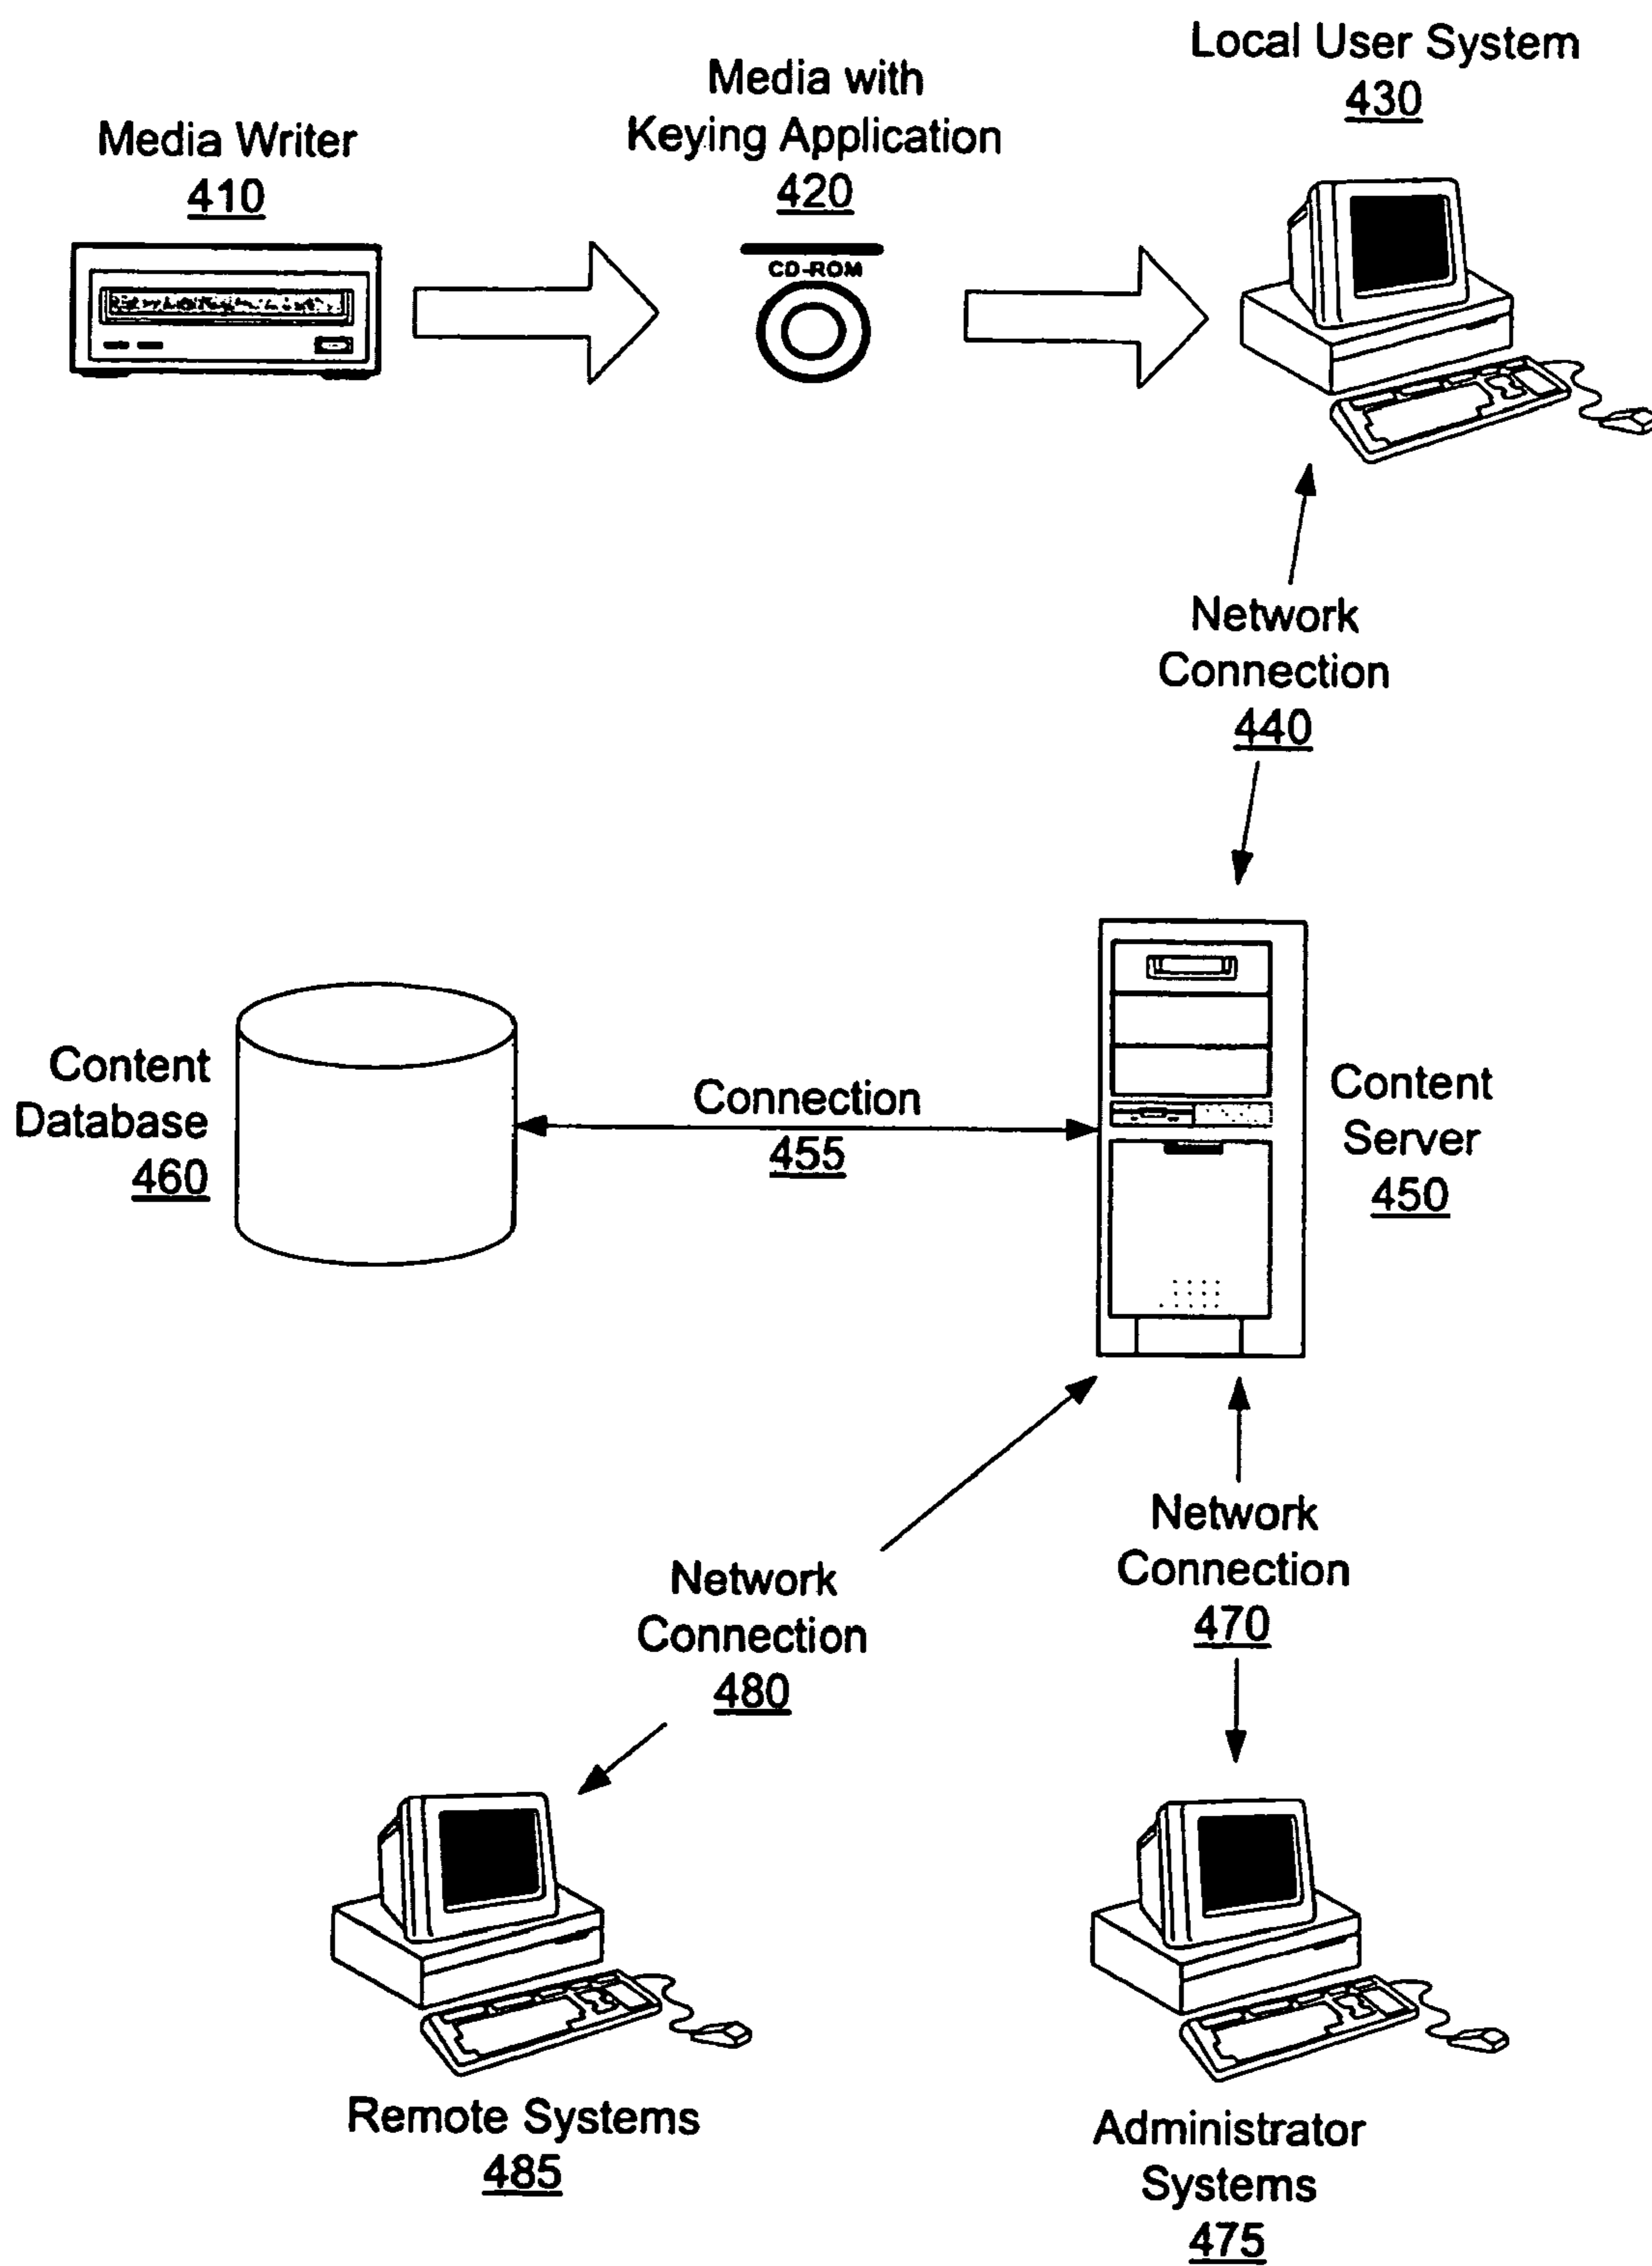 Local User System
430
Media with
Keying Application
420
Media Writer
410
CD-ROM
Network
Connection
440
Content
Database
460
Connection
455
Content
Server
450
Network
Connection
470
Network
Connection
480
Remote Systems
485
Administrator
Systems
475